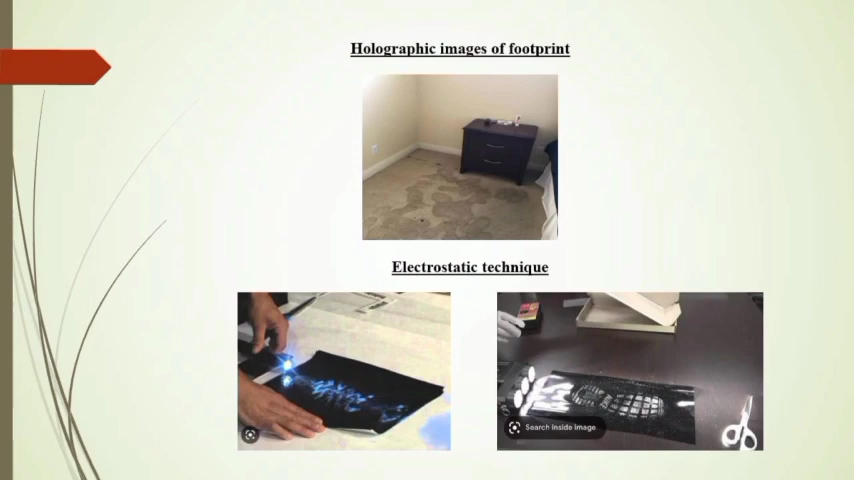 Holographic images of footprint
Electrostatic technique
Search inside image